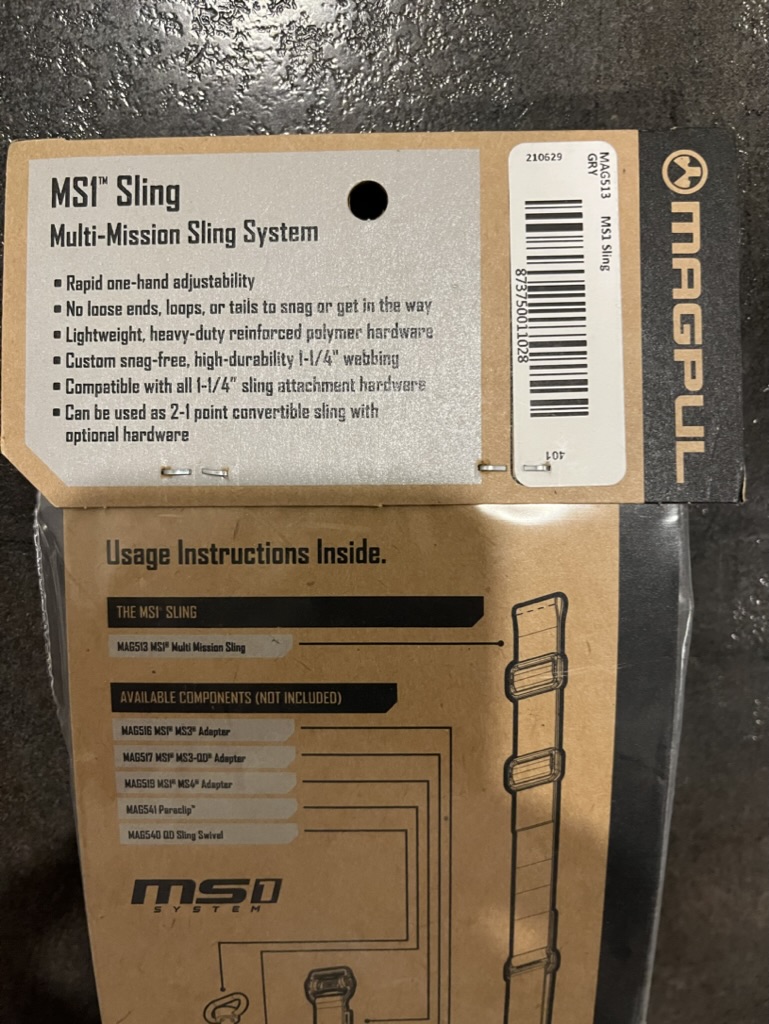 MS1™ Sling
Multi-Mission Sling System
▪ Rapid one-hand adjustability
▪ No loose ends, loops, or tails to snag or get in the way
▪ Lightweight, heavy-duty reinforced polymer hardware
▪ Custom snag-free, high-durability 1-1/4" webbing
▪ Compatible with all 1-1/4" sling attachment hardware
▪ Can be used as 2-1 point convertible sling with
optional hardware
210629
MAG513 MS1 Sling
GRY
873750011028
401
MAGPUL
Usage Instructions Inside.
THE MS1® SLING
MAG513 MS1® Multi Mission Sling
AVAILABLE COMPONENTS (NOT INCLUDED)
MAG516 MS1® MS3® Adapter
MAG517 MS1® MS3-QD® Adapter
MAG519 MS1® MS4® Adapter
MAG541 Paraclip™
MAG540 QD Sling Swivel
MS1
SYSTEM